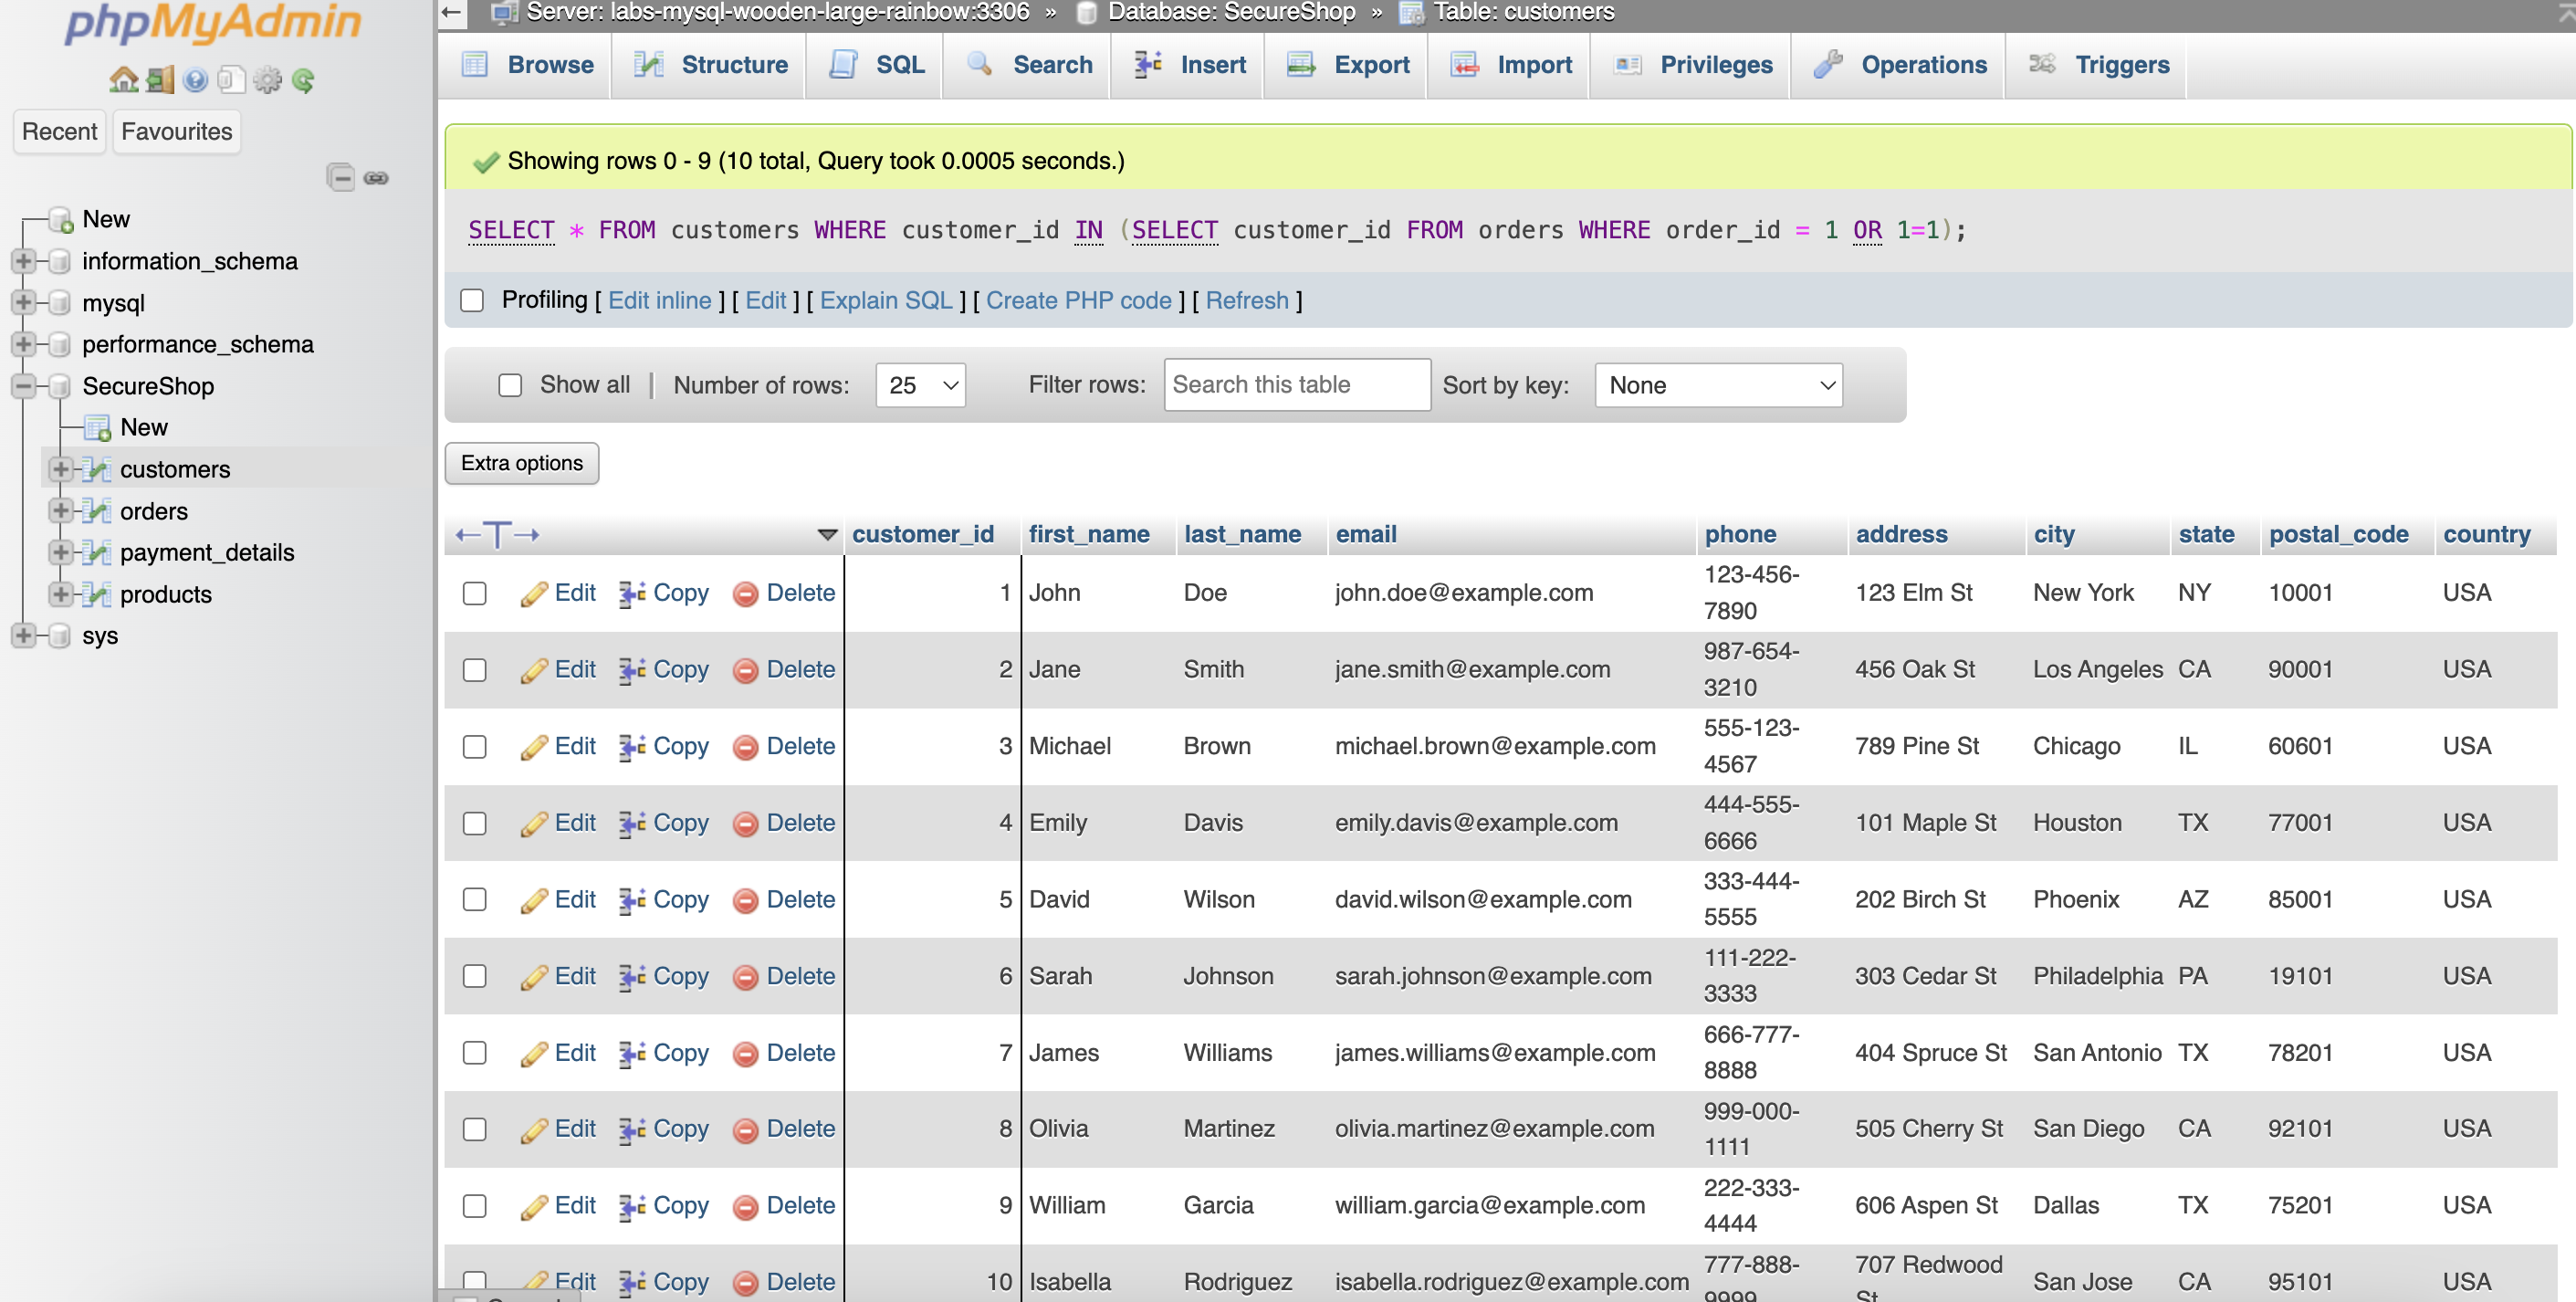 phpMyAdmin
Recent Favourites
New
information_schema
mysql
performance_schema
SecureShop
New
customers
orders
payment_details
products
sys
Server: labs-mysql-wooden-large-rainbow:3306 » Database: SecureShop » Table: customers
Browse Structure SQL Search Insert Export Import Privileges Operations Triggers
Showing rows 0 - 9 (10 total, Query took 0.0005 seconds.)
SELECT * FROM customers WHERE customer_id IN (SELECT customer_id FROM orders WHERE order_id = 1 OR 1=1);
Profiling [ Edit inline ] [ Edit ] [ Explain SQL ] [ Create PHP code ] [ Refresh ]
Show all | Number of rows: 25 Filter rows: Search this table Sort by key: None
Extra options
←T→ customer_id first_name last_name email phone address city state postal_code country
Edit Copy Delete 1 John Doe john.doe@example.com 123-456-7890 123 Elm St New York NY 10001 USA
Edit Copy Delete 2 Jane Smith jane.smith@example.com 987-654-3210 456 Oak St Los Angeles CA 90001 USA
Edit Copy Delete 3 Michael Brown michael.brown@example.com 555-123-4567 789 Pine St Chicago IL 60601 USA
Edit Copy Delete 4 Emily Davis emily.davis@example.com 444-555-6666 101 Maple St Houston TX 77001 USA
Edit Copy Delete 5 David Wilson david.wilson@example.com 333-444-5555 202 Birch St Phoenix AZ 85001 USA
Edit Copy Delete 6 Sarah Johnson sarah.johnson@example.com 111-222-3333 303 Cedar St Philadelphia PA 19101 USA
Edit Copy Delete 7 James Williams james.williams@example.com 666-777-8888 404 Spruce St San Antonio TX 78201 USA
Edit Copy Delete 8 Olivia Martinez olivia.martinez@example.com 999-000-1111 505 Cherry St San Diego CA 92101 USA
Edit Copy Delete 9 William Garcia william.garcia@example.com 222-333-4444 606 Aspen St Dallas TX 75201 USA
Edit Copy Delete 10 Isabella Rodriguez isabella.rodriguez@example.com 777-888-9999 707 Redwood St San Jose CA 95101 USA